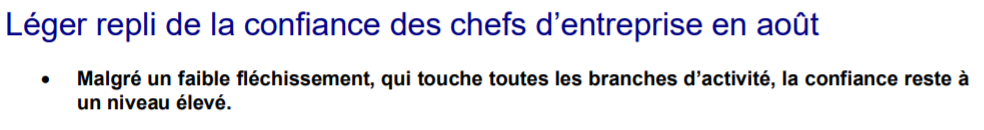 Léger repli de la confiance des chefs d’entreprise en août
• Malgré un faible fléchissement, qui touche toutes les branches d’activité, la confiance reste à
un niveau élevé.